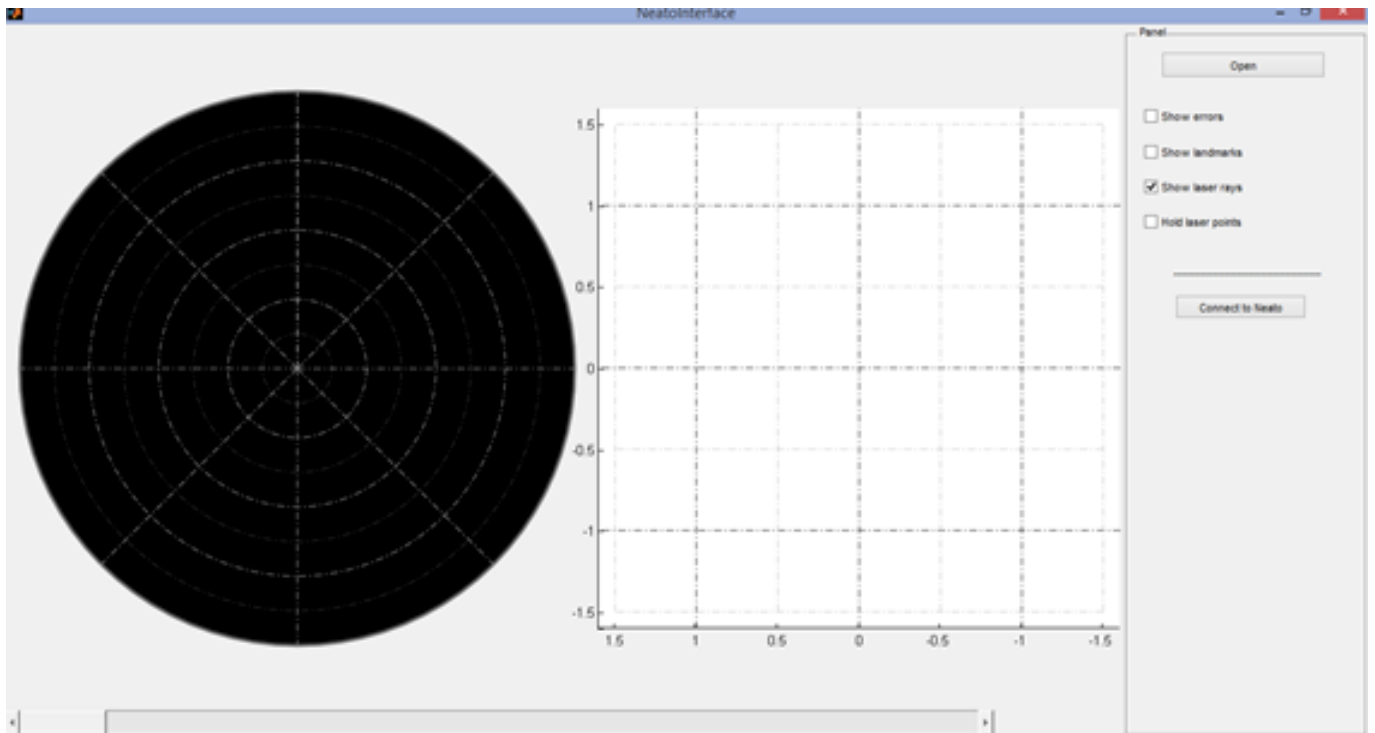 NeatoInterface
Panel
Open
Show errors
Show landmarks
Show laser rays
Hold laser points
Connect to Neato
1.5
1
0.5
0
-0.5
-1
-1.5
1.5 1 0.5 0 -0.5 -1 -1.5